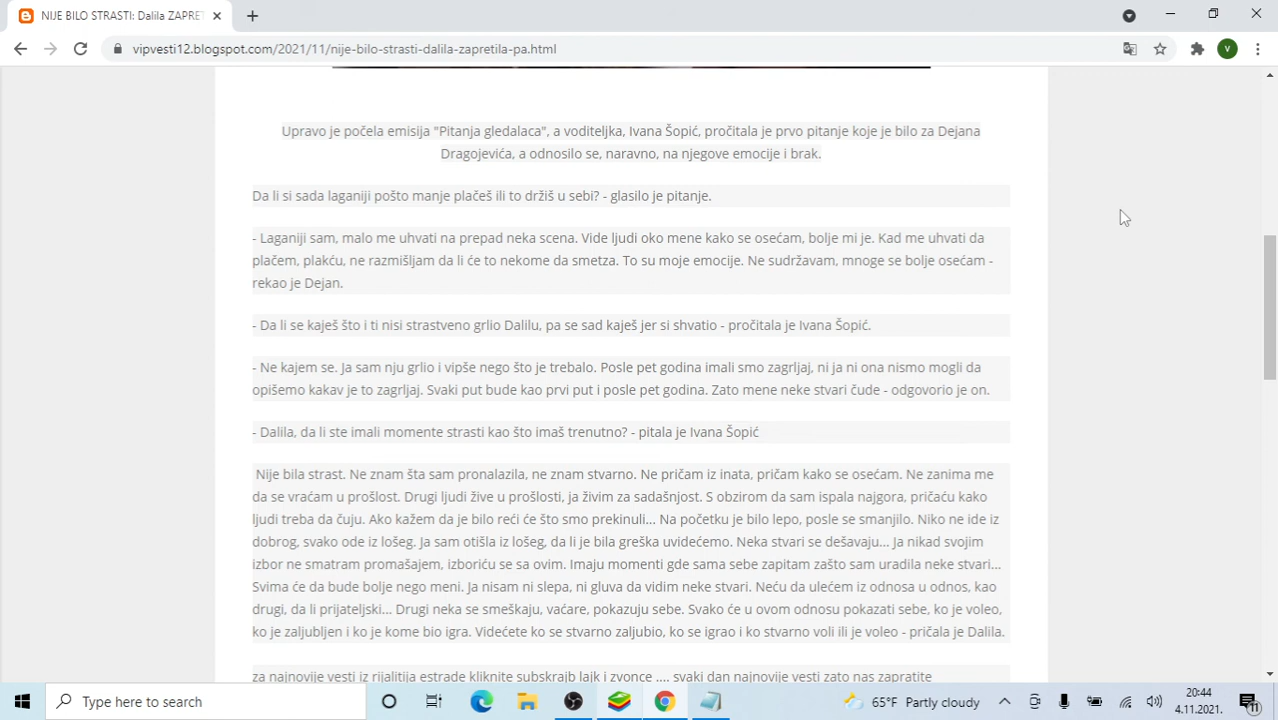 NIJE BILO STRASTI: Dalila ZAPRET
vipvesti12.blogspot.com/2021/11/nije-bilo-strasti-dalila-zapretila-pa.html
V
Upravo je počela emisija "Pitanja gledalaca", a voditeljka, Ivana Šopić, pročitala je prvo pitanje koje je bilo za Dejana
Dragojevića, a odnosilo se, naravno, na njegove emocije i brak.
Da li si sada laganiji pošto manje plačeš ili to držiš u sebi? - glasilo je pitanje.
- Laganiji sam, malo me uhvati na prepad neka scena. Vide ljudi oko mene kako se osećam, bolje mi je. Kad me uhvati da
plačem, plakću, ne razmišljam da li će to nekome da smetza. To su moje emocije. Ne sudržavam, mnoge se bolje osećam -
rekao je Dejan.
- Da li se kaješ što i ti nisi strastveno grlio Dalilu, pa se sad kaješ jer si shvatio - pročitala je Ivana Šopić.
- Ne kajem se. Ja sam nju grlio i vipše nego što je trebalo. Posle pet godina imali smo zagrljaj, ni ja ni ona nismo mogli da
opišemo kakav je to zagrljaj. Svaki put bude kao prvi put i posle pet godina. Zato mene neke stvari čude - odgovorio je on.
- Dalila, da li ste imali momente strasti kao što imaš trenutno? - pitala je Ivana Šopić
Nije bila strast. Ne znam šta sam pronalazila, ne znam stvarno. Ne pričam iz inata, pričam kako se osećam. Ne zanima me
da se vraćam u prošlost. Drugi ljudi žive u prošlosti, ja živim za sadašnjost. S obzirom da sam ispala najgora, pričaću kako
ljudi treba da čuju. Ako kažem da je bilo reći će što smo prekinuli... Na početku je bilo lepo, posle se smanjilo. Niko ne ide iz
dobrog, svako ode iz lošeg. Ja sam otišla iz lošeg, da li je bila greška uvidećemo. Neka stvari se dešavaju... Ja nikad svojim
izbor ne smatram promašajem, izboriću se sa ovim. Imaju momenti gde sama sebe zapitam zašto sam uradila neke stvari...
Svima će da bude bolje nego meni. Ja nisam ni slepa, ni gluva da vidim neke stvari. Neću da ulećem iz odnosa u odnos, kao
drugi, da li prijateljski... Drugi neka se smeškaju, vaćare, pokazuju sebe. Svako će u ovom odnosu pokazati sebe, ko je voleo,
ko je zaljubljen i ko je kome bio igra. Videćete ko se stvarno zaljubio, ko se igrao i ko stvarno voli ili je voleo - pričala je Dalila.
za najnovije vesti iz rijalitija estrade kliknite subskrajb lajk i zvonce .... svaki dan najnovije vesti zato nas zapratite
Type here to search
65°F Partly cloudy
20:44
4.11.2021.
11